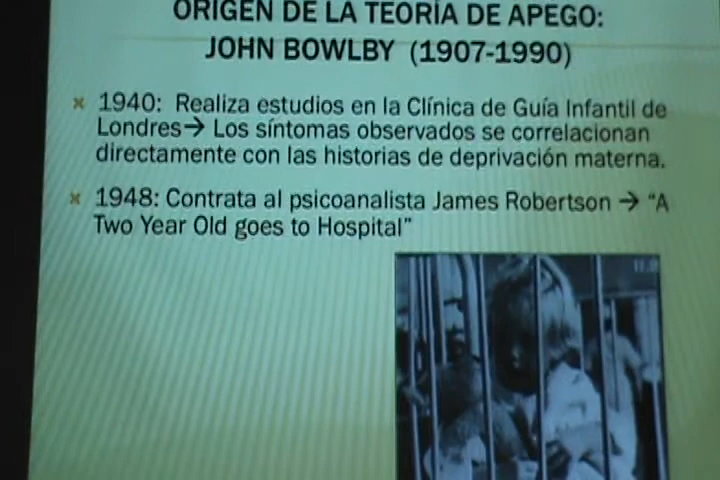 ORIGEN DE LA TEORÍA DE APEGO:
JOHN BOWLBY (1907-1990)
1940: Realiza estudios en la Clínica de Guía Infantil de
Londres→ Los síntomas observados se correlacionan
directamente con las historias de deprivación materna.
1948: Contrata al psicoanalista James Robertson → “A
Two Year Old goes to Hospital”